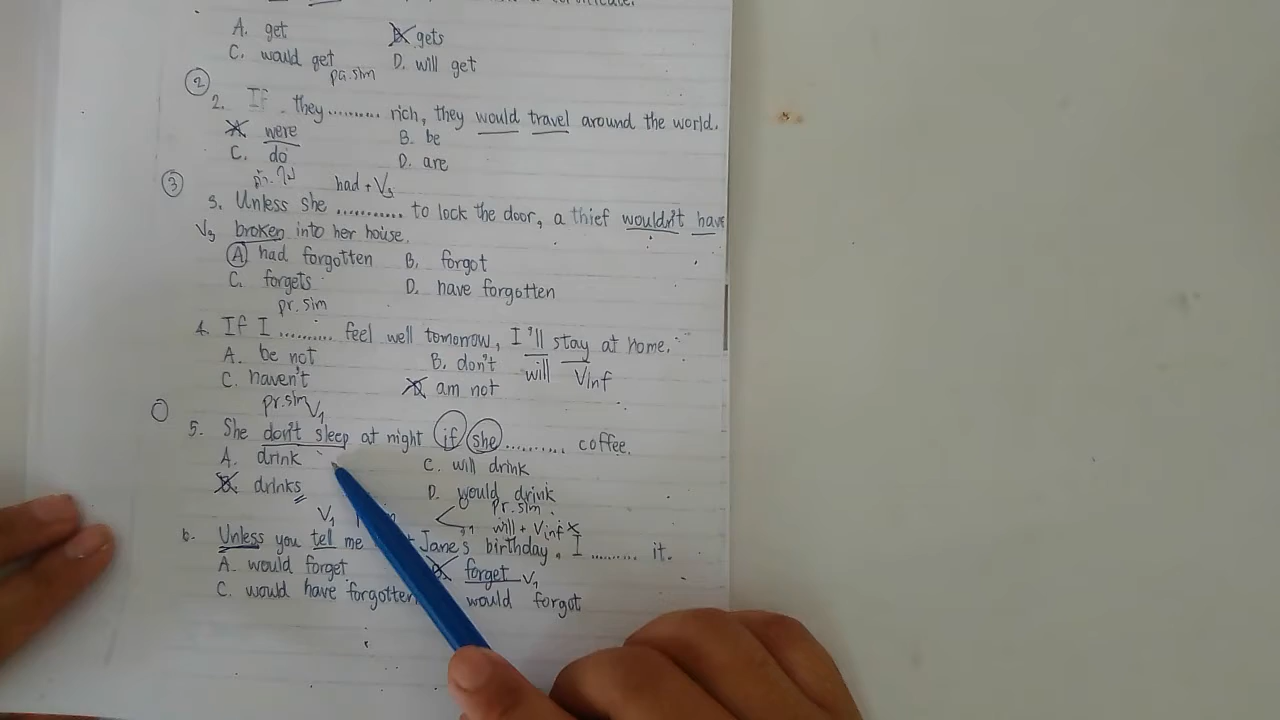 certificate.
A. get B gets
C. would get D. will get
pa.sim
2
2. If they .......... rich, they would travel around the world.
A were B. be
C. do D. are
had + V3
3
3. Unless she ............ to lock the door, a thief wouldn't have
V3 broken into her house.
A had forgotten B. forgot
C. forgets D. have forgotten
pr.sim
4. If I .......... feel well tomorrow, I'll stay at home.
A. be not B. don't will Vinf
C. haven't D am not
pr.sim V1
5. She don't sleep at night if she .......... coffee.
A. drink C. will drink
B drinks D. would drink
V1 pr.sim
will + Vinf x
6. Unless you tell me Jane's birthday, I ......... it.
A. would forget forget V1
C. would have forgotten would forgot